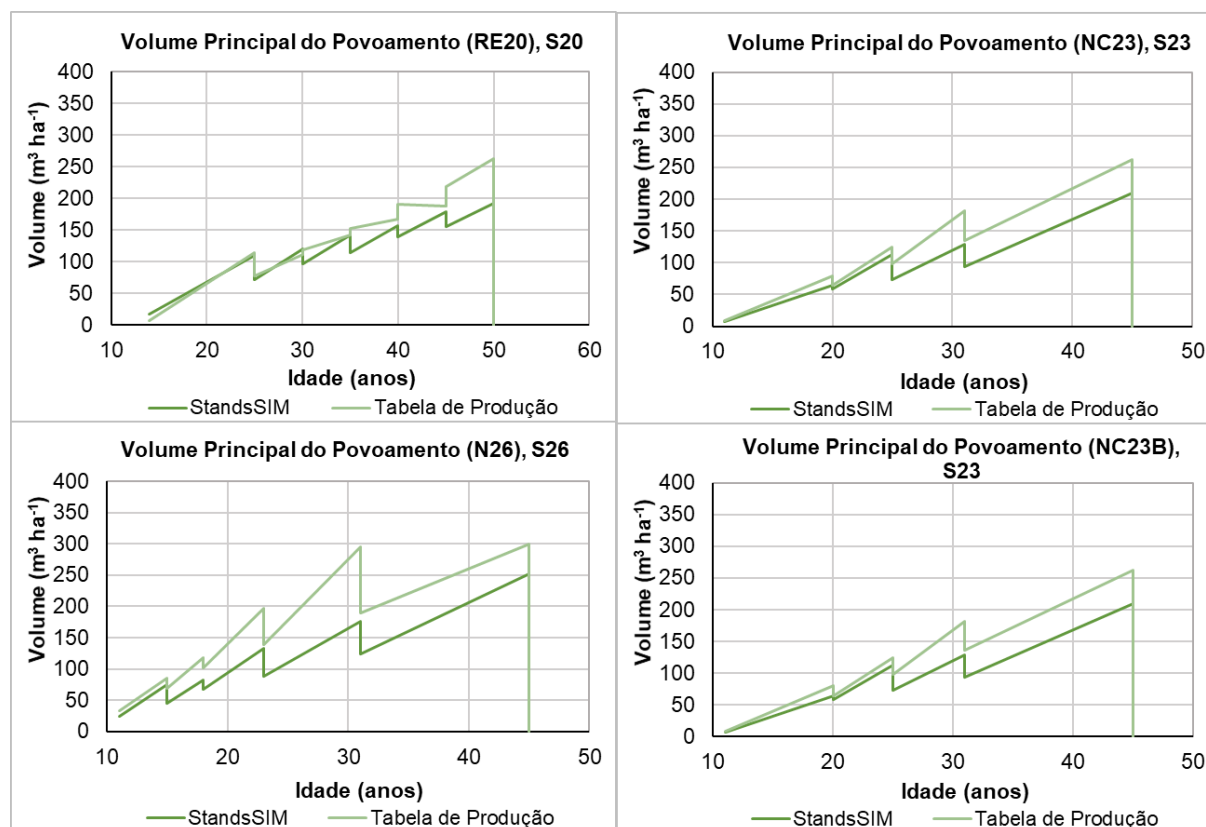 Volume Principal do Povoamento (RE20), S20
Volume (m³ ha⁻¹)
400
350
300
250
200
150
100
50
0
10 20 30 40 50 60
Idade (anos)
StandsSIM Tabela de Produção
Volume Principal do Povoamento (NC23), S23
Volume (m³ ha⁻¹)
400
350
300
250
200
150
100
50
0
10 20 30 40 50
Idade (anos)
StandsSIM Tabela de Produção
Volume Principal do Povoamento (N26), S26
Volume (m³ ha⁻¹)
400
350
300
250
200
150
100
50
0
10 20 30 40 50
Idade (anos)
StandsSIM Tabela de Produção
Volume Principal do Povoamento (NC23B),
S23
Volume (m³ ha⁻¹)
400
350
300
250
200
150
100
50
0
10 20 30 40 50
Idade (anos)
StandsSIM Tabela de Produção